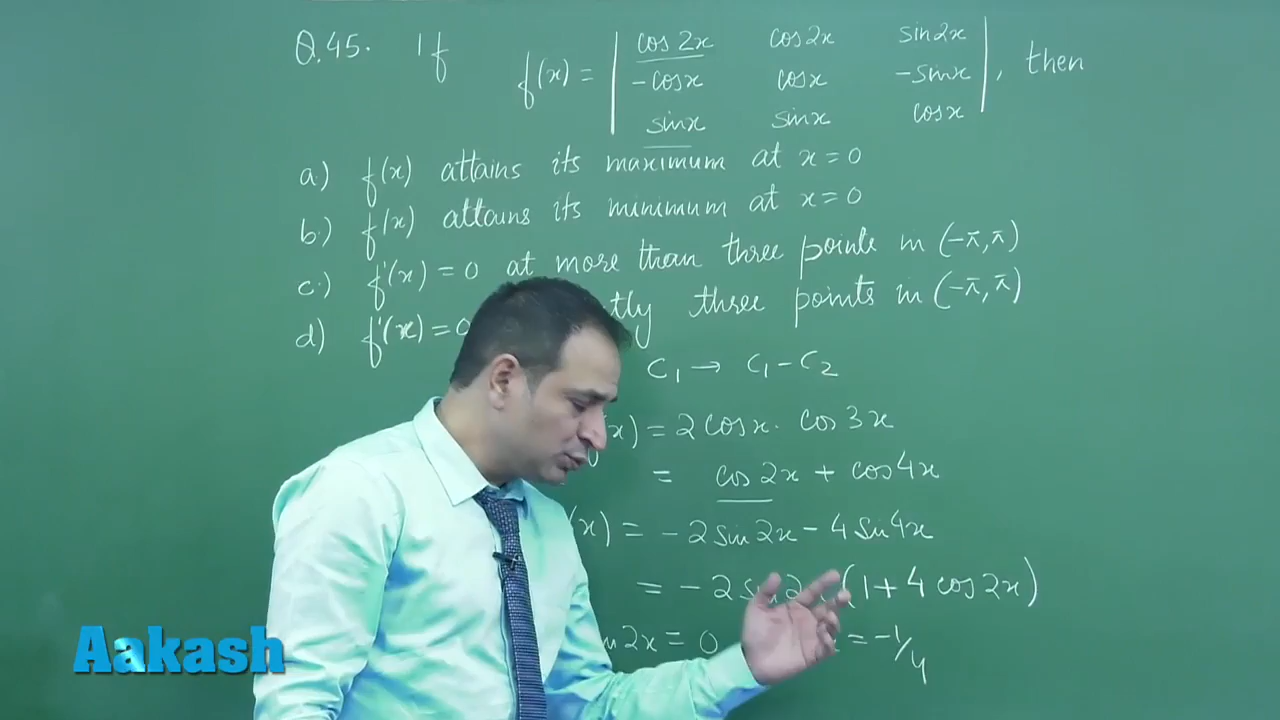 Q.45. If f(x) = | cos 2x cos 2x sin 2x |, then
| -cos x cos x -sin x |
| sin x sin x cos x |
a.) f(x) attains its maximum at x = 0
b.) f(x) attains its minimum at x = 0
c.) f'(x) = 0 at more than three points in (-π, π)
d.) f'(x) = 0 three points in (-π, π)
C₁ → C₁ - C₂
x) = 2 cos x. cos 3x
= cos 2x + cos 4x
(x) = -2 sin 2x - 4 sin 4x
= -2 (1 + 4 cos 2x)
2x = 0 = -1/4
Aakash